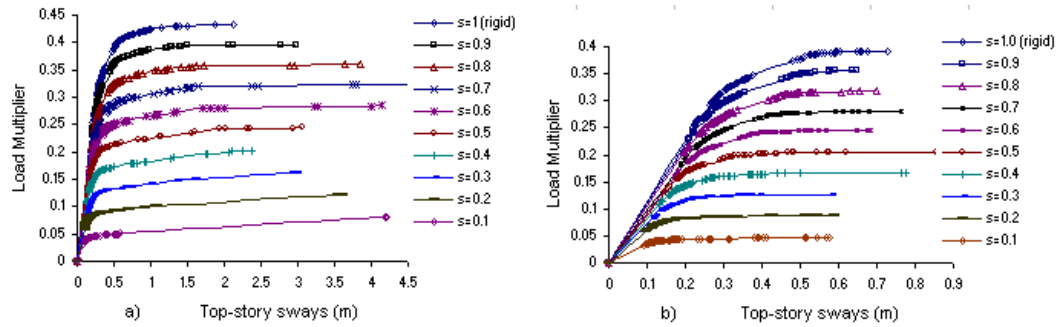 0.45
0.4
0.35
0.3
0.25
0.2
0.15
0.1
0.05
0
Load Multiplier
0 0.5 1 1.5 2 2.5 3 3.5 4 4.5
a) Top-story sways (m)
s=1(rigid)
s=0.9
s=0.8
s=0.7
s=0.6
s=0.5
s=0.4
s=0.3
s=0.2
s=0.1
0.4
0.35
0.3
0.25
0.2
0.15
0.1
0.05
0
Load Multiplier
0 0.1 0.2 0.3 0.4 0.5 0.6 0.7 0.8 0.9
Top-story sways (m)
b)
s=1.0 (rigid)
s=0.9
s=0.8
s=0.7
s=0.6
s=0.5
s=0.4
s=0.3
s=0.2
s=0.1